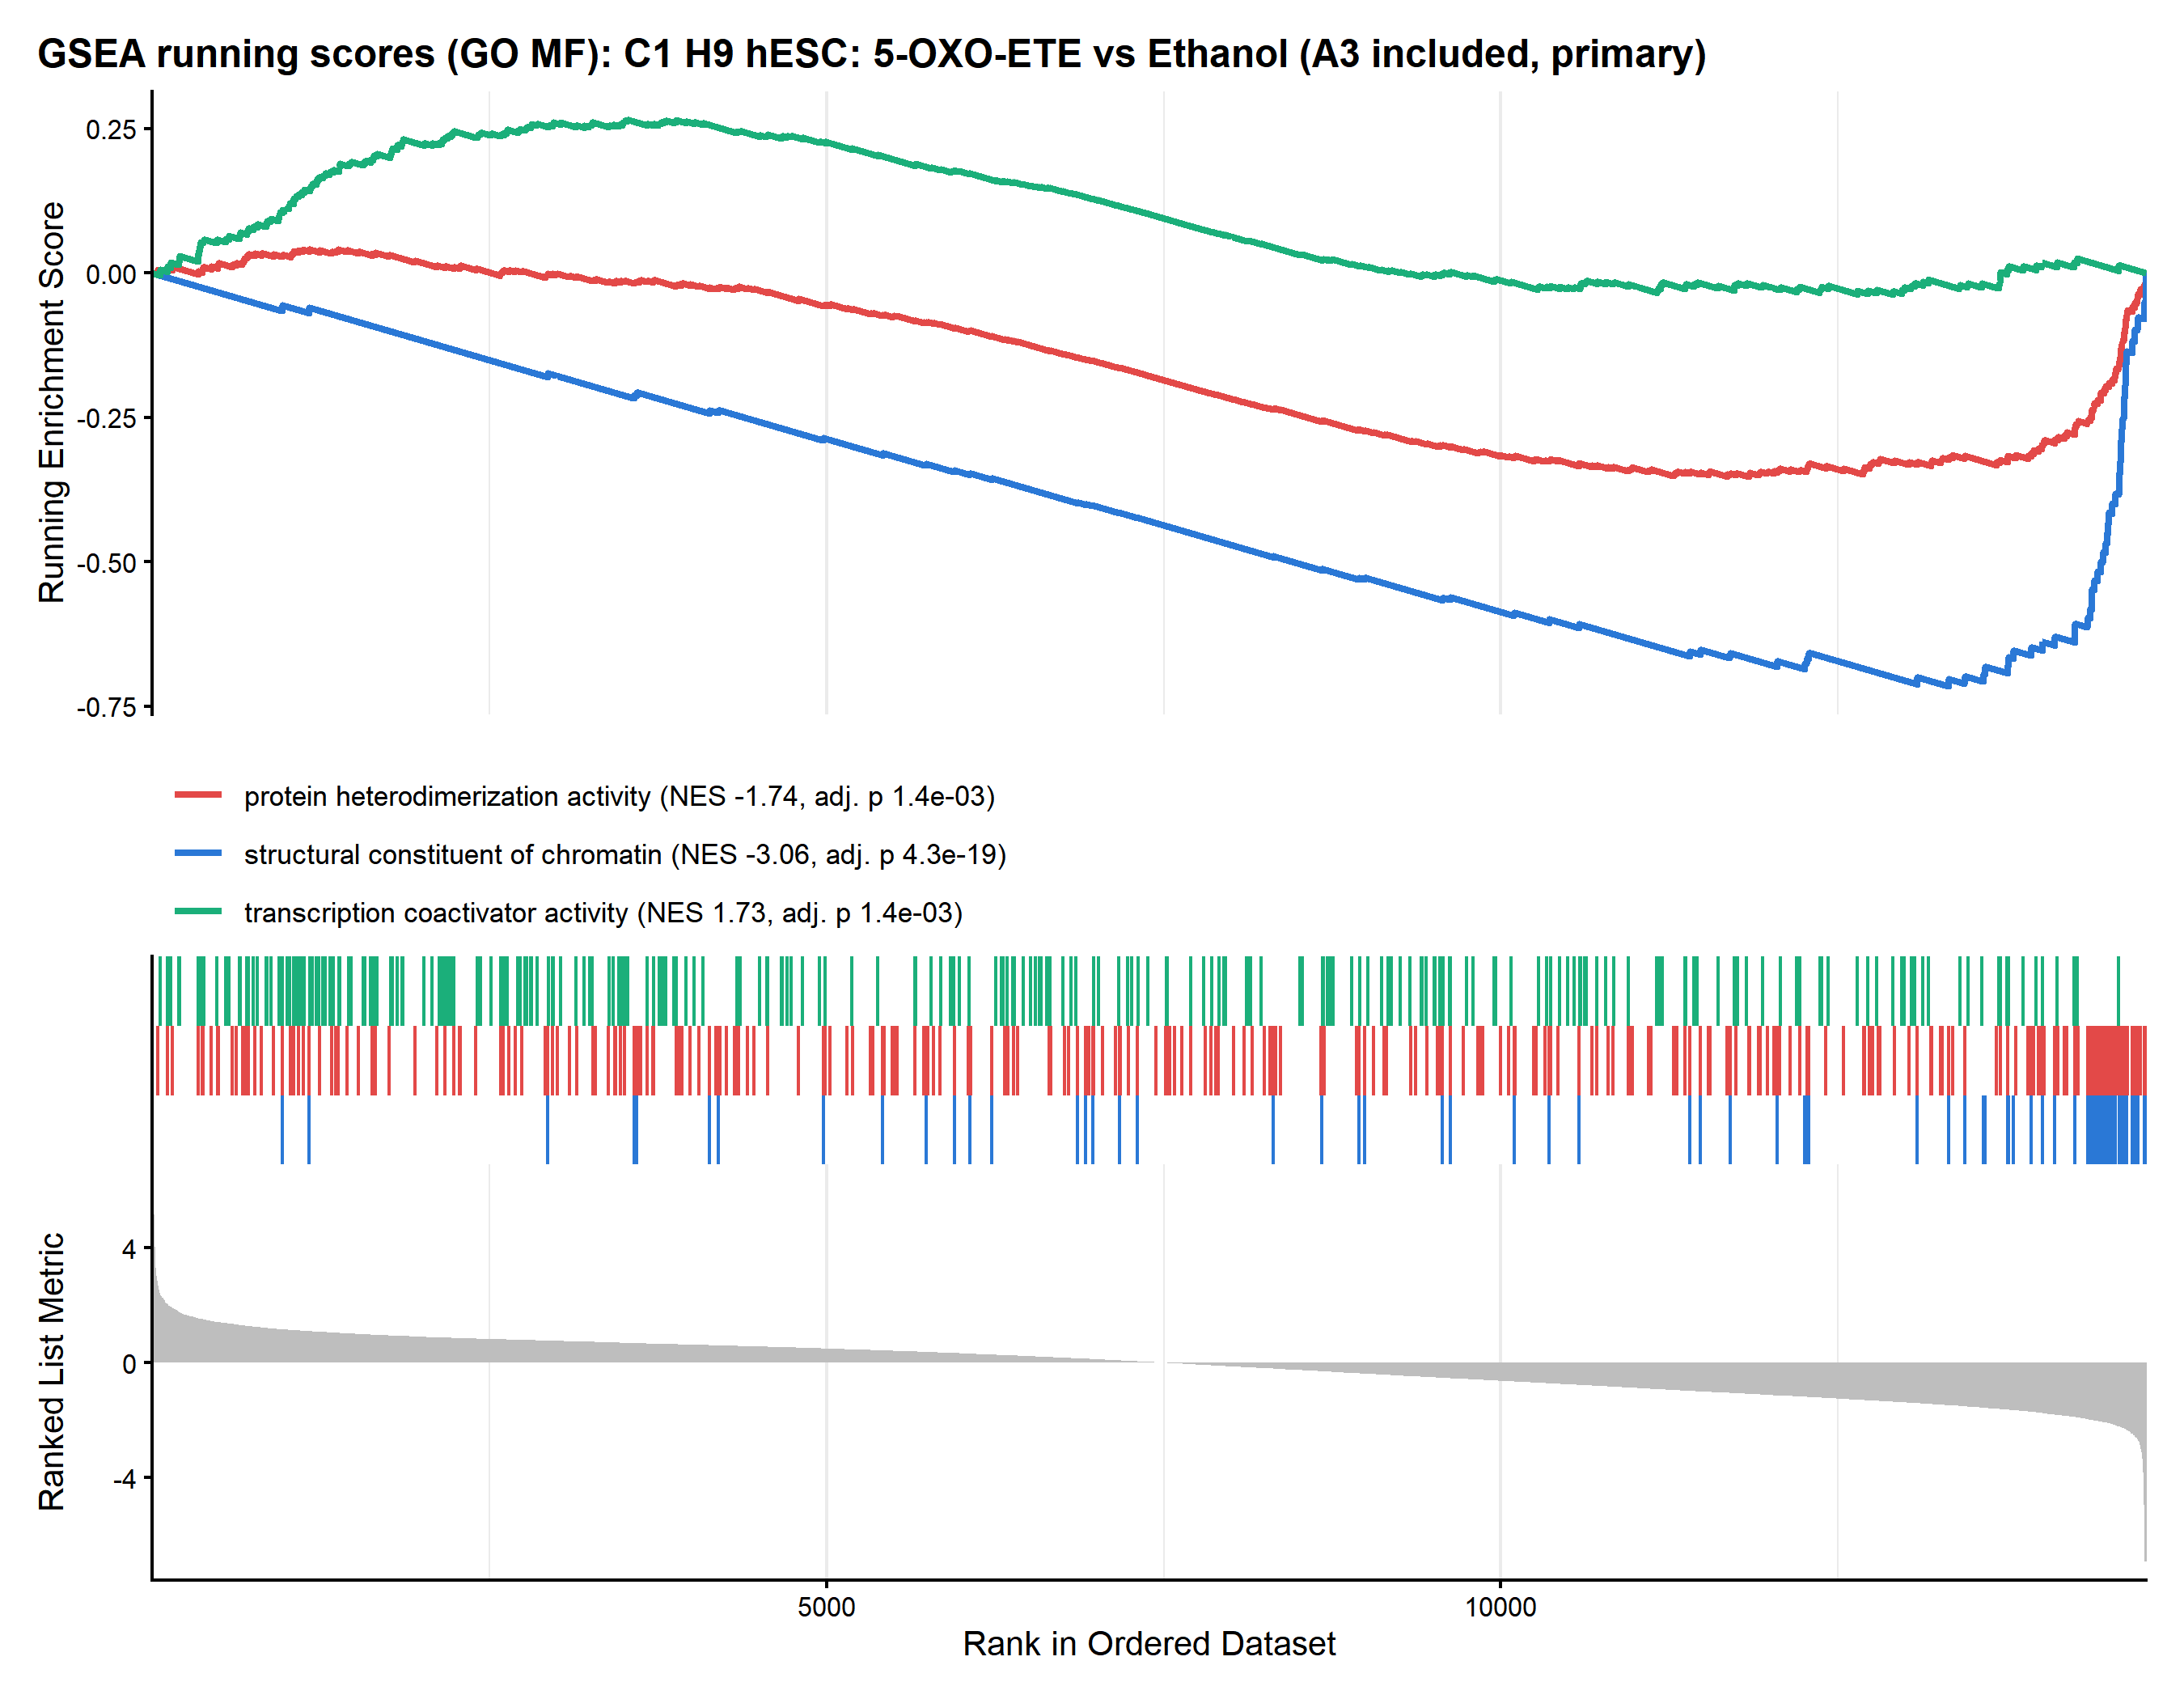 GSEA running scores (GO MF): C1 H9 hESC: 5-OXO-ETE vs Ethanol (A3 included, primary)
Running Enrichment Score
0.25
0.00
-0.25
-0.50
-0.75
protein heterodimerization activity (NES -1.74, adj. p 1.4e-03)
structural constituent of chromatin (NES -3.06, adj. p 4.3e-19)
transcription coactivator activity (NES 1.73, adj. p 1.4e-03)
Ranked List Metric
4
0
-4
5000
10000
Rank in Ordered Dataset